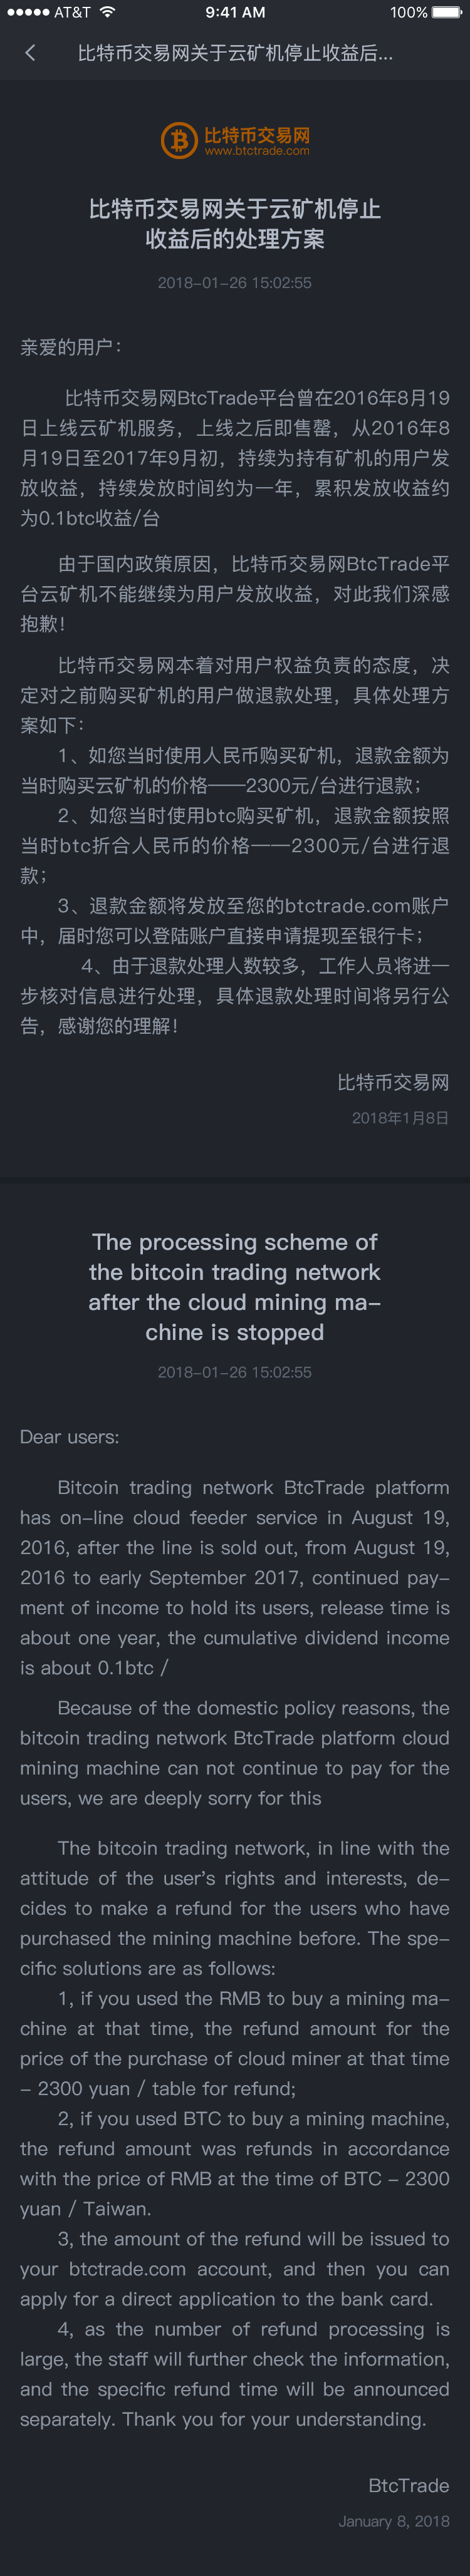 AT&T 9:41 AM 100%
比特币交易网关于云矿机停止收益后...
比特币交易网
www.btctrade.com
比特币交易网关于云矿机停止
收益后的处理方案
2018-01-26 15:02:55
亲爱的用户：
比特币交易网BtcTrade平台曾在2016年8月19
日上线云矿机服务，上线之后即售罄，从2016年8
月19日至2017年9月初，持续为持有矿机的用户发
放收益，持续发放时间约为一年，累积发放收益约
为0.1btc收益/台
由于国内政策原因，比特币交易网BtcTrade平
台云矿机不能继续为用户发放收益，对此我们深感
抱歉！
比特币交易网本着对用户权益负责的态度，决
定对之前购买矿机的用户做退款处理，具体处理方
案如下：
1、如您当时使用人民币购买矿机，退款金额为
当时购买云矿机的价格——2300元/台进行退款；
2、如您当时使用btc购买矿机，退款金额按照
当时btc折合人民币的价格——2300元/台进行退
款；
3、退款金额将发放至您的btctrade.com账户
中，届时您可以登陆账户直接申请提现至银行卡；
4、由于退款处理人数较多，工作人员将进一
步核对信息进行处理，具体退款处理时间将另行公
告，感谢您的理解！
比特币交易网
2018年1月8日
The processing scheme of
the bitcoin trading network
after the cloud mining ma-
chine is stopped
2018-01-26 15:02:55
Dear users:
Bitcoin trading network BtcTrade platform
has on-line cloud feeder service in August 19,
2016, after the line is sold out, from August 19,
2016 to early September 2017, continued pay-
ment of income to hold its users, release time is
about one year, the cumulative dividend income
is about 0.1btc /
Because of the domestic policy reasons, the
bitcoin trading network BtcTrade platform cloud
mining machine can not continue to pay for the
users, we are deeply sorry for this
The bitcoin trading network, in line with the
attitude of the user's rights and interests, de-
cides to make a refund for the users who have
purchased the mining machine before. The spe-
cific solutions are as follows:
1, if you used the RMB to buy a mining ma-
chine at that time, the refund amount for the
price of the purchase of cloud miner at that time
- 2300 yuan / table for refund;
2, if you used BTC to buy a mining machine,
the refund amount was refunds in accordance
with the price of RMB at the time of BTC - 2300
yuan / Taiwan.
3, the amount of the refund will be issued to
your btctrade.com account, and then you can
apply for a direct application to the bank card.
4, as the number of refund processing is
large, the staff will further check the information,
and the specific refund time will be announced
separately. Thank you for your understanding.
BtcTrade
January 8, 2018